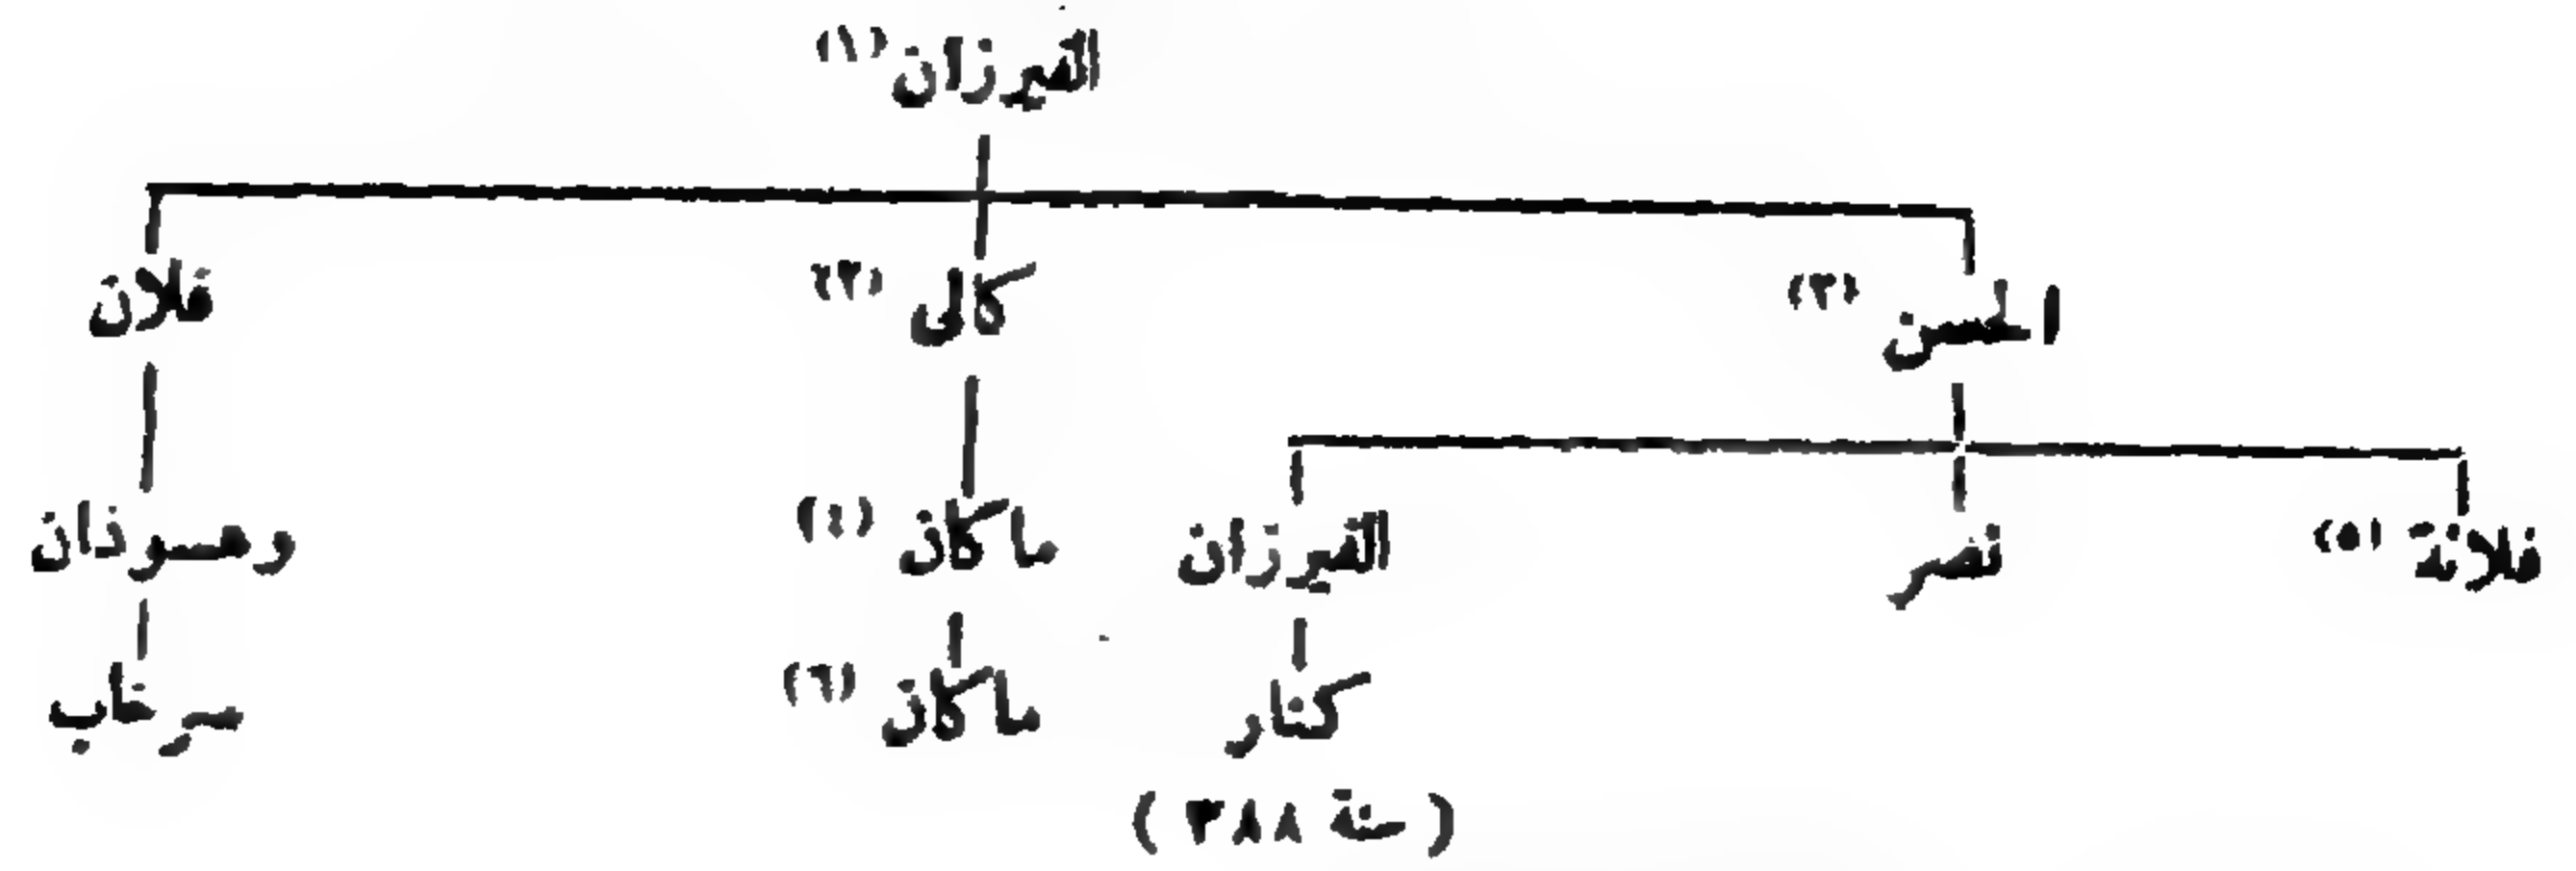 الفيرزان (١)
الحسن (٢) كالى (٣) فلان
فلانة (٥) نصر الفيرزان ماكان (٤) وهسوذان
كنار ماكان (٦) سرخاب
(سنة ٣٨٨)